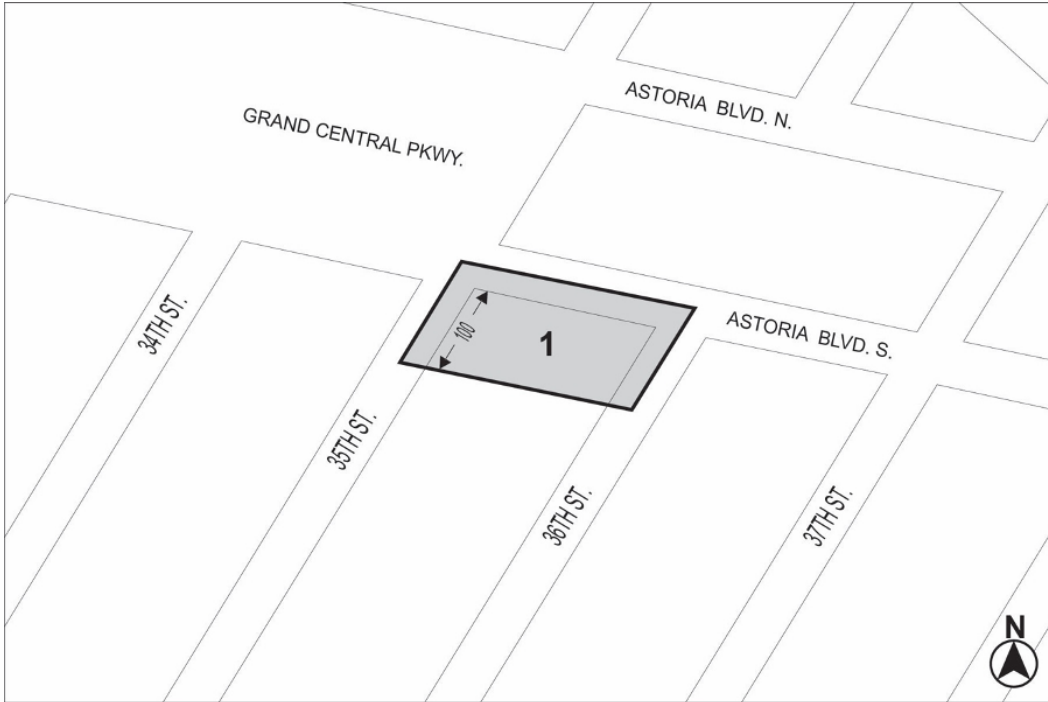 ASTORIA BLVD. N.
GRAND CENTRAL PKWY.
34TH ST.
100
1
ASTORIA BLVD. S.
35TH ST.
36TH ST.
37TH ST.
N